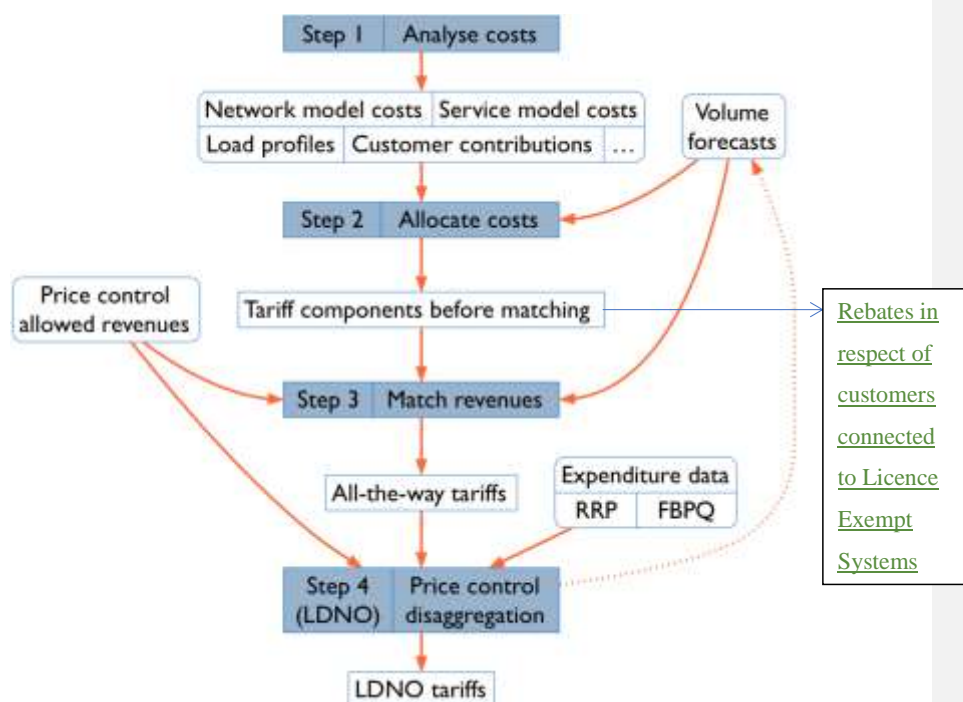 Step 1 Analyse costs
Network model costs Service model costs
Load profiles Customer contributions ...
Volume
forecasts
Step 2 Allocate costs
Price control
allowed revenues
Tariff components before matching
Rebates in
respect of
customers
connected
to Licence
Exempt
Systems
Step 3 Match revenues
All-the-way tariffs
Expenditure data
RRP FBPQ
Step 4 Price control
(LDNO) disaggregation
LDNO tariffs